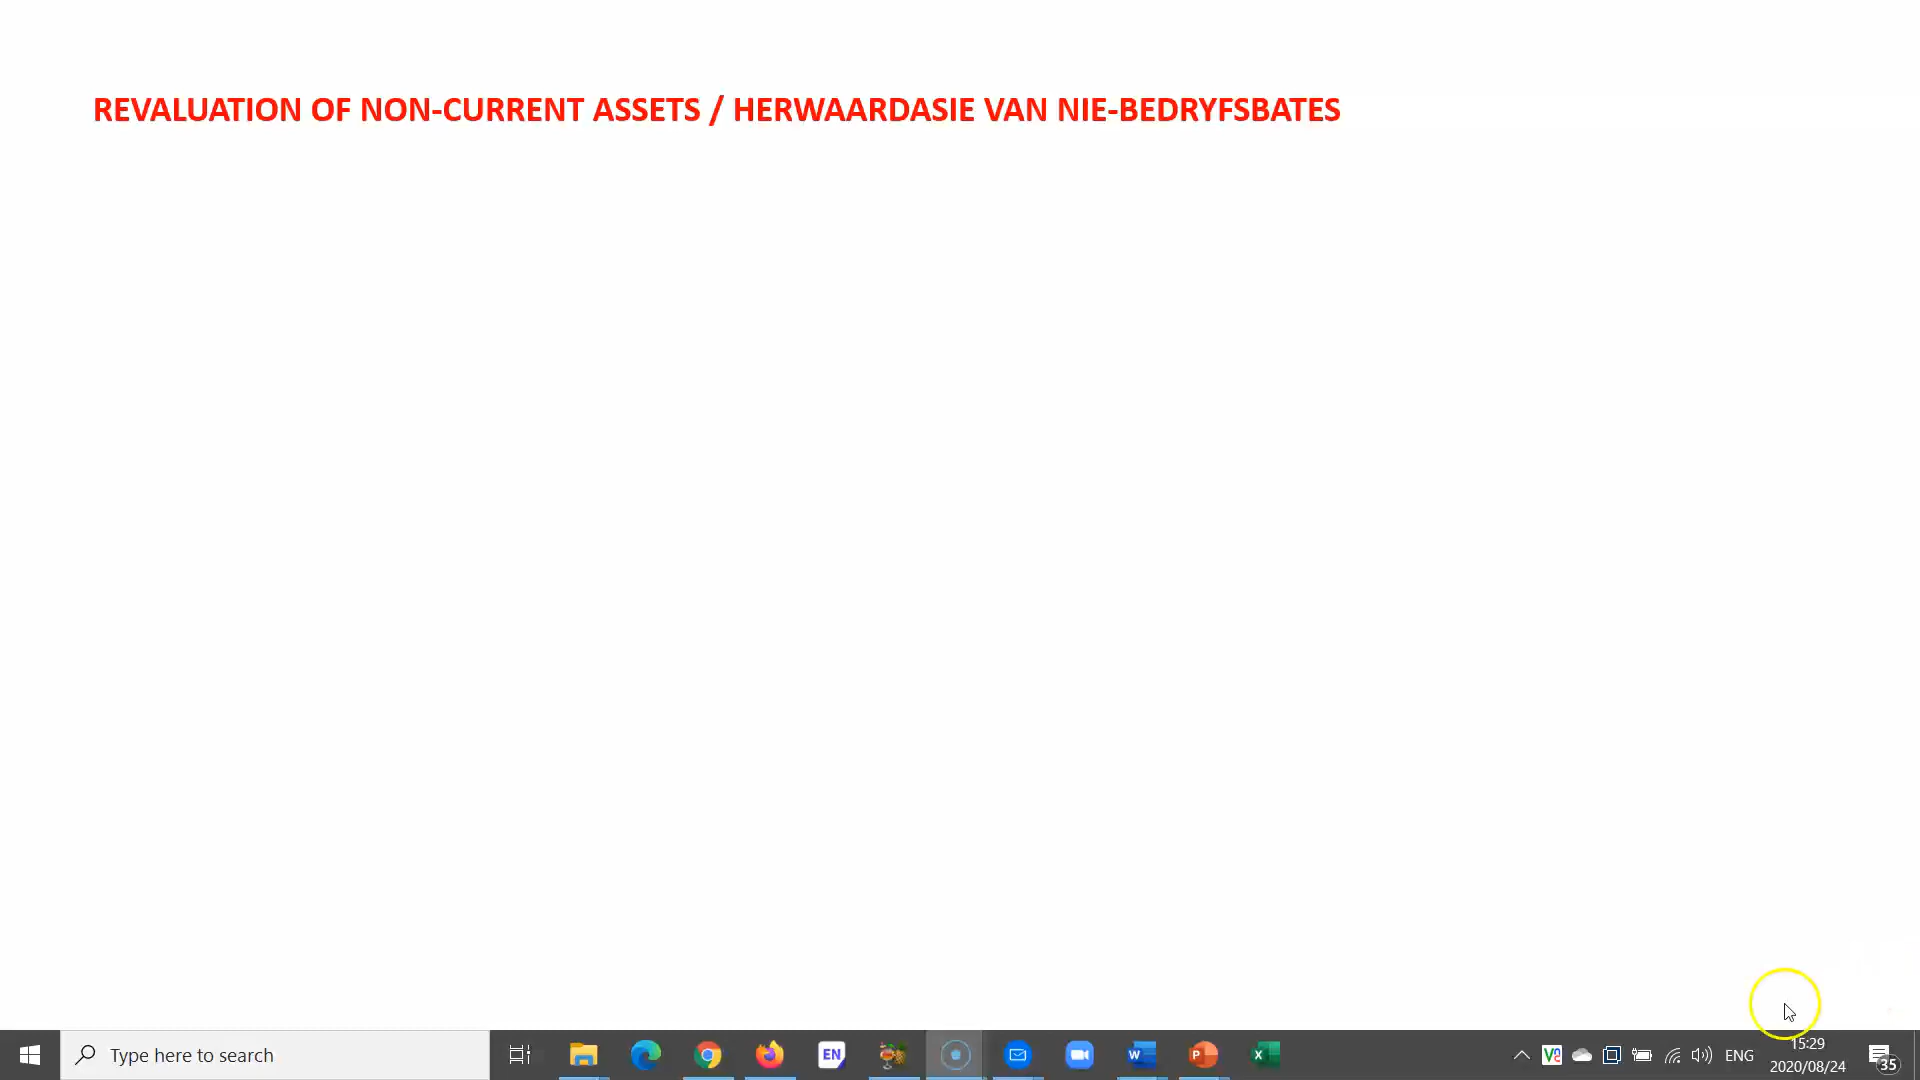 REVALUATION OF NON-CURRENT ASSETS / HERWAARDASIE VAN NIE-BEDRYFSBATES
Type here to search
EN
W
P
X
ENG
15:29
2020/08/24
35